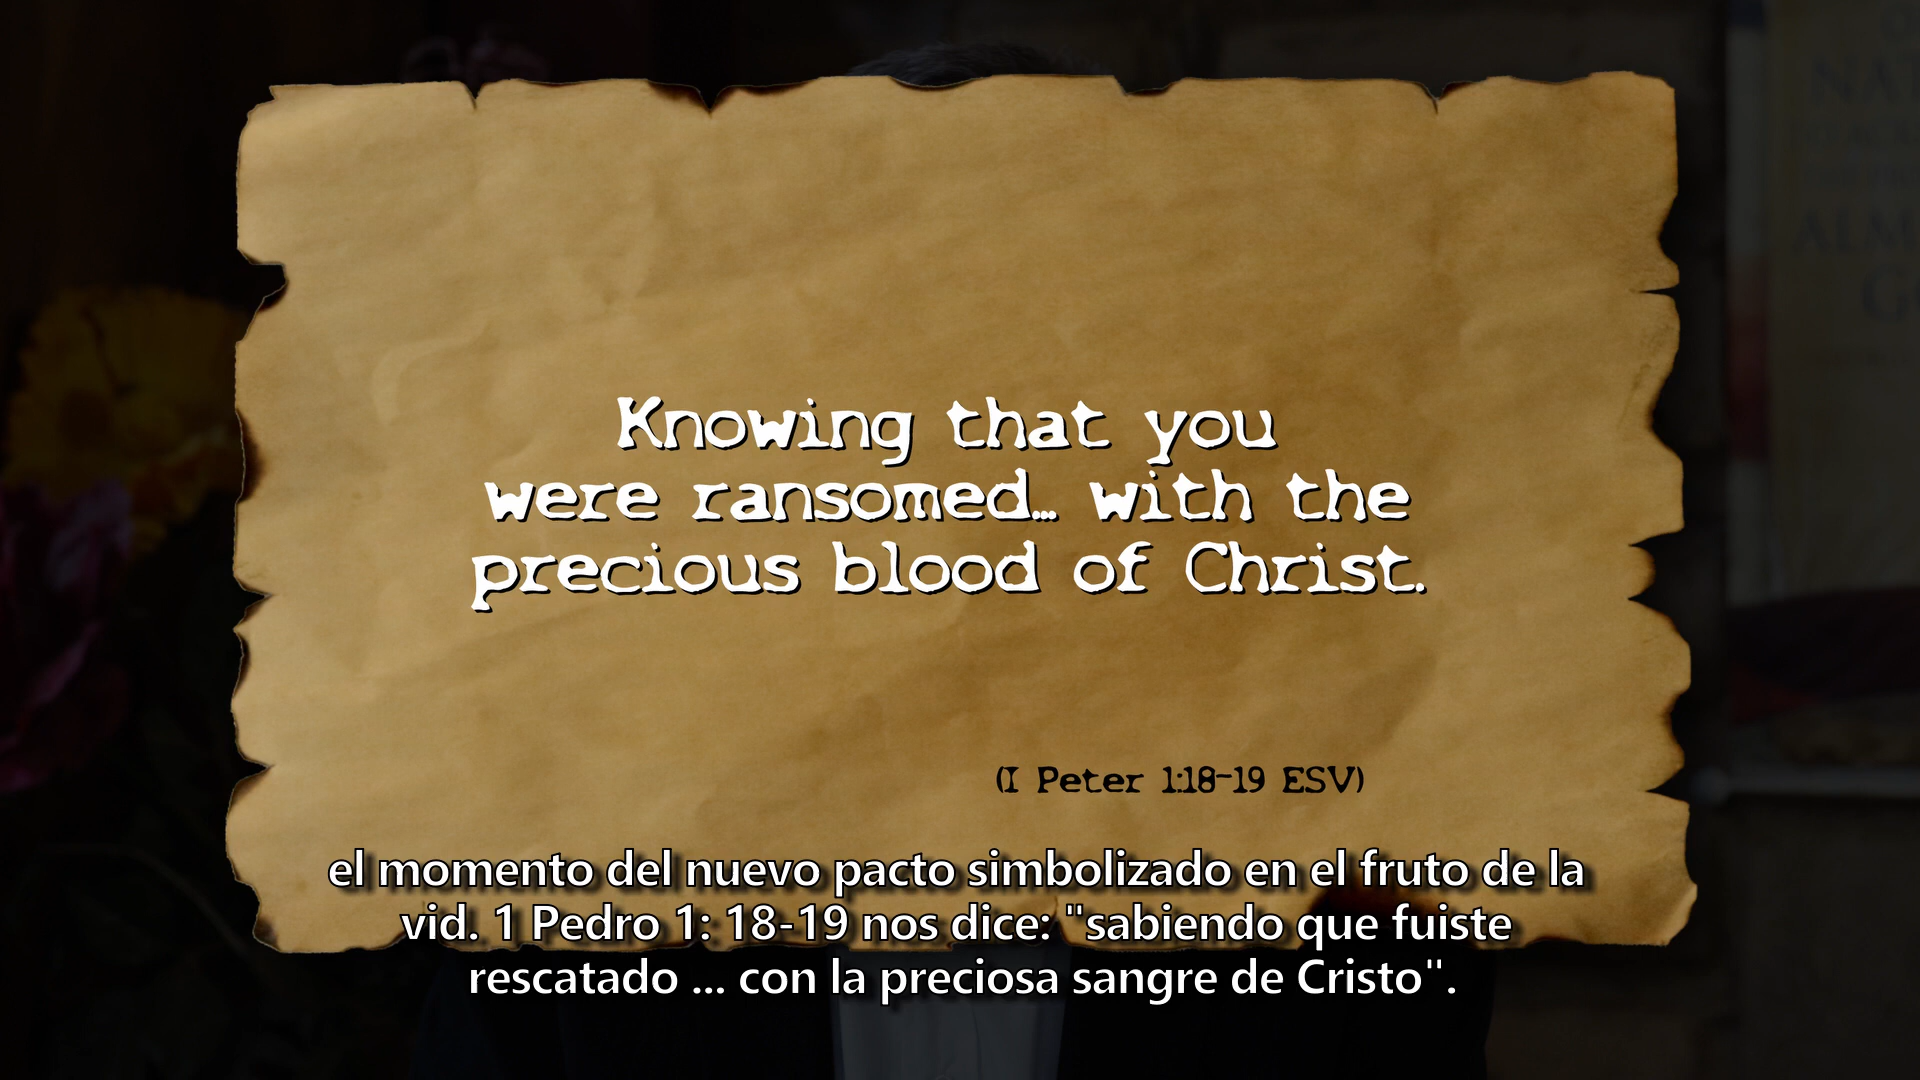 Knowing that you
were ransomed... with the
precious blood of Christ.
(I Peter 1:18-19 ESV)
el momento del nuevo pacto simbolizado en el fruto de la
vid. 1 Pedro 1: 18-19 nos dice: "sabiendo que fuiste
rescatado ... con la preciosa sangre de Cristo".